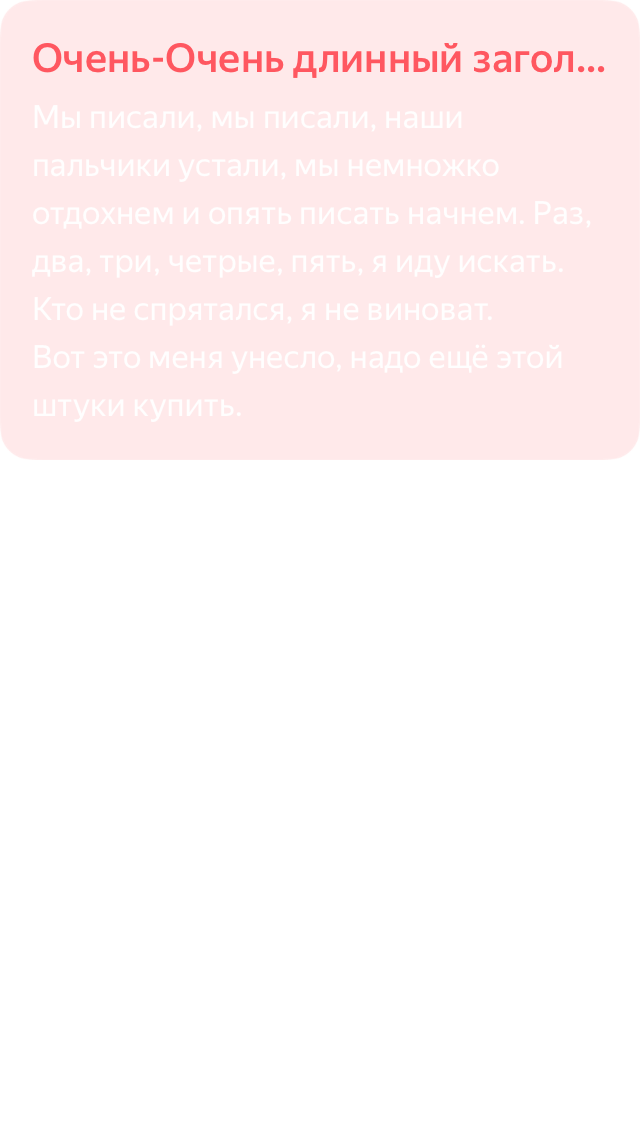 Очень-Очень длинный загол...
Мы писали, мы писали, наши
пальчики устали, мы немножко
отдохнем и опять писать начнем. Раз,
два, три, четрые, пять, я иду искать.
Кто не спрятался, я не виноват.
Вот это меня унесло, надо ещё этой
штуки купить.